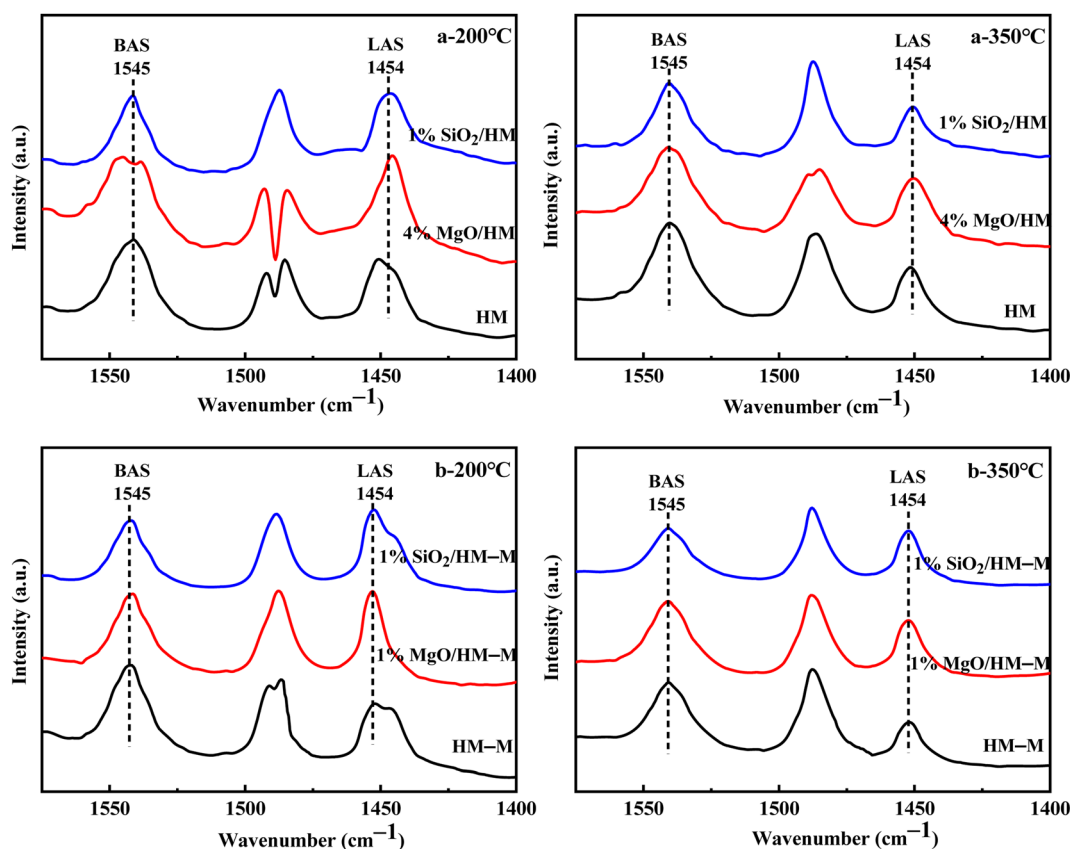 a-200°C
BAS
1545
LAS
1454
1% SiO₂/HM
4% MgO/HM
HM
Intensity (a.u.)
1550
1500
1450
1400
Wavenumber (cm⁻¹)
a-350°C
BAS
1545
LAS
1454
1% SiO₂/HM
4% MgO/HM
HM
Intensity (a.u.)
1550
1500
1450
1400
Wavenumber (cm⁻¹)
b-200°C
BAS
1545
LAS
1454
1% SiO₂/HM−M
1% MgO/HM−M
HM−M
Intensity (a.u.)
1550
1500
1450
1400
Wavenumber (cm⁻¹)
b-350°C
BAS
1545
LAS
1454
1% SiO₂/HM−M
1% MgO/HM−M
HM−M
Intensity (a.u.)
1550
1500
1450
1400
Wavenumber (cm⁻¹)